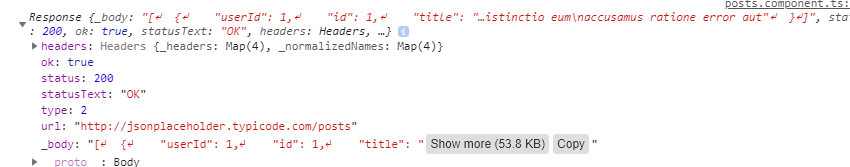 posts.component.ts:
Response {_body: "[↵  {↵    "userId": 1,↵    "id": 1,↵    "title": "…istinctio eum\naccusamus ratione error aut"↵  }↵]", stat
: 200, ok: true, statusText: "OK", headers: Headers, …} i
headers: Headers {_headers: Map(4), _normalizedNames: Map(4)}
ok: true
status: 200
statusText: "OK"
type: 2
url: "http://jsonplaceholder.typicode.com/posts"
_body: "[↵  {↵    "userId": 1,↵    "id": 1,↵    "title": " Show more (53.8 KB) Copy "
__proto__: Body